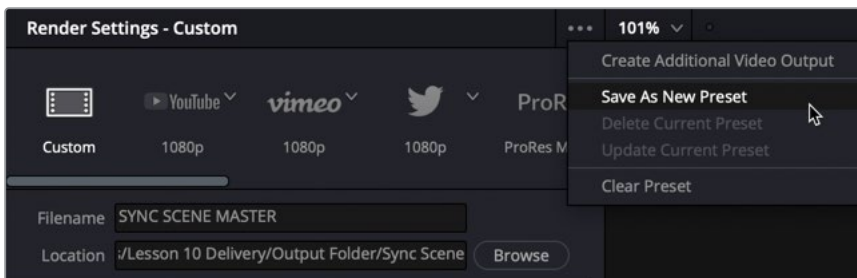 Render Settings - Custom
••• 101%
Create Additional Video Output
Save As New Preset
Delete Current Preset
Update Current Preset
Clear Preset
YouTube vimeo ProR
Custom 1080p 1080p 1080p ProRes M
Filename SYNC SCENE MASTER
Location :/Lesson 10 Delivery/Output Folder/Sync Scene Browse